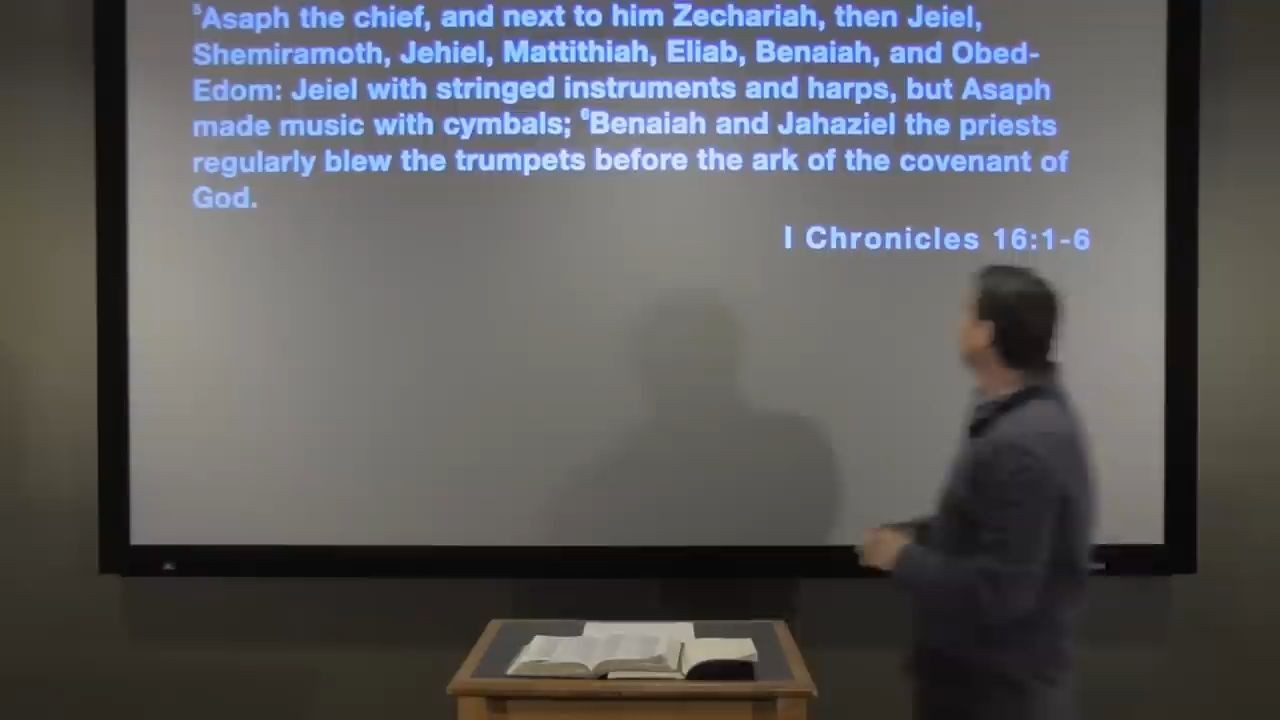 ⁵Asaph the chief, and next to him Zechariah, then Jeiel,
Shemiramoth, Jehiel, Mattithiah, Eliab, Benaiah, and Obed-
Edom: Jeiel with stringed instruments and harps, but Asaph
made music with cymbals; ⁶Benaiah and Jahaziel the priests
regularly blew the trumpets before the ark of the covenant of
God.
I Chronicles 16:1-6